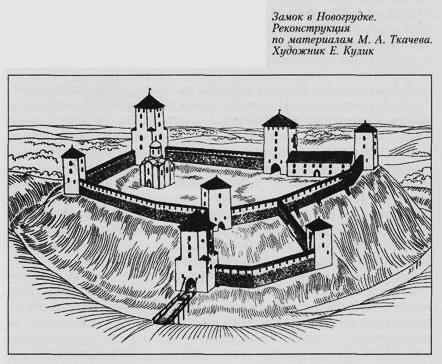 Замок в Новогрудке.
Реконструкция
по материалам М. А. Ткачева.
Художник Е. Кулик